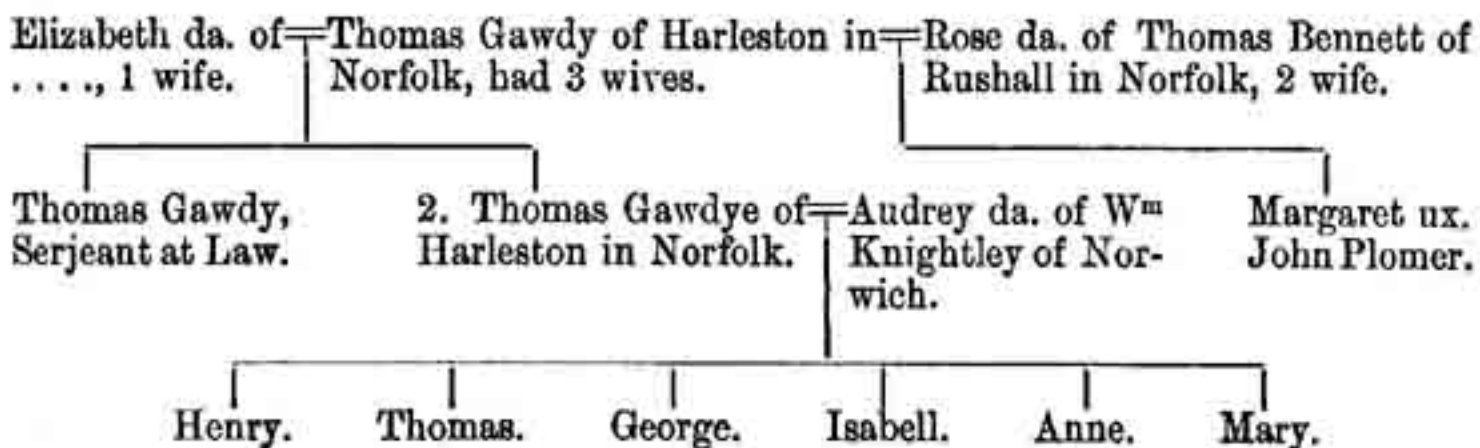 Elizabeth da. of Thomas Gawdy of Harleston in Rose da. of Thomas Bennett of
. . . ., 1 wife. Norfolk, had 3 wives. Rushall in Norfolk, 2 wife.
Thomas Gawdy, 2. Thomas Gawdye of Audrey da. of Wᵐ Margaret ux.
Serjeant at Law. Harleston in Norfolk. Knightley of Nor- John Plomer.
wich.
Henry. Thomas. George. Isabell. Anne. Mary.